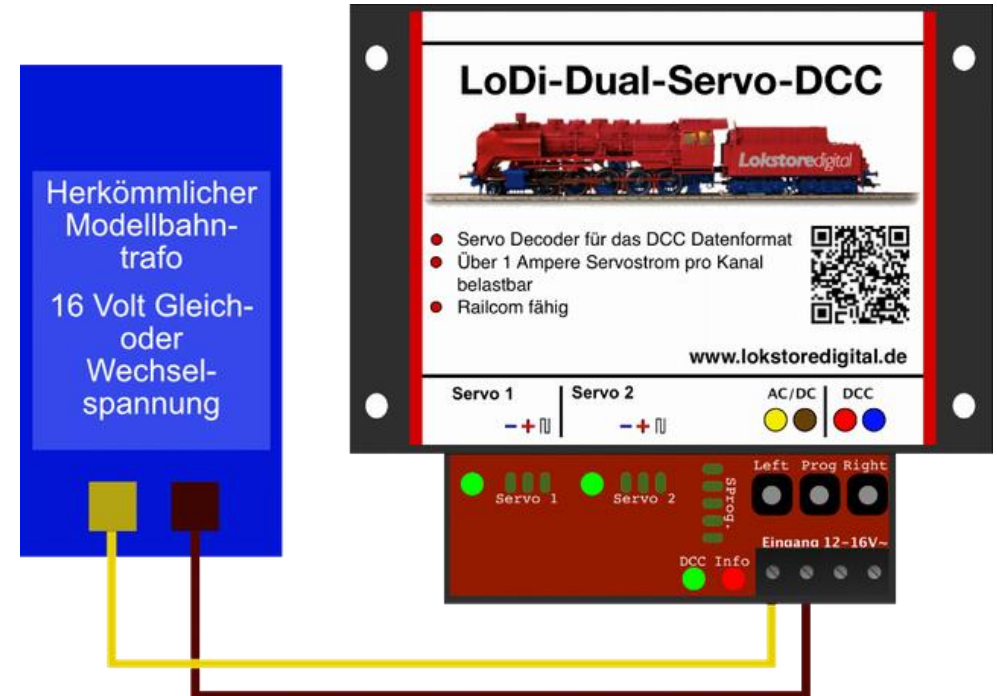 Herkömmlicher
Modellbahn-
trafo
16 Volt Gleich-
oder
Wechsel-
spannung
LoDi-Dual-Servo-DCC
Lokstoredigital
Servo Decoder für das DCC Datenformat
Über 1 Ampere Servostrom pro Kanal
belastbar
Railcom fähig
www.lokstoredigital.de
Servo 1 Servo 2 AC/DC DCC
Left Prog Right
Servo 1 Servo 2 SProg.
Eingang 12-16V~
DCC Info